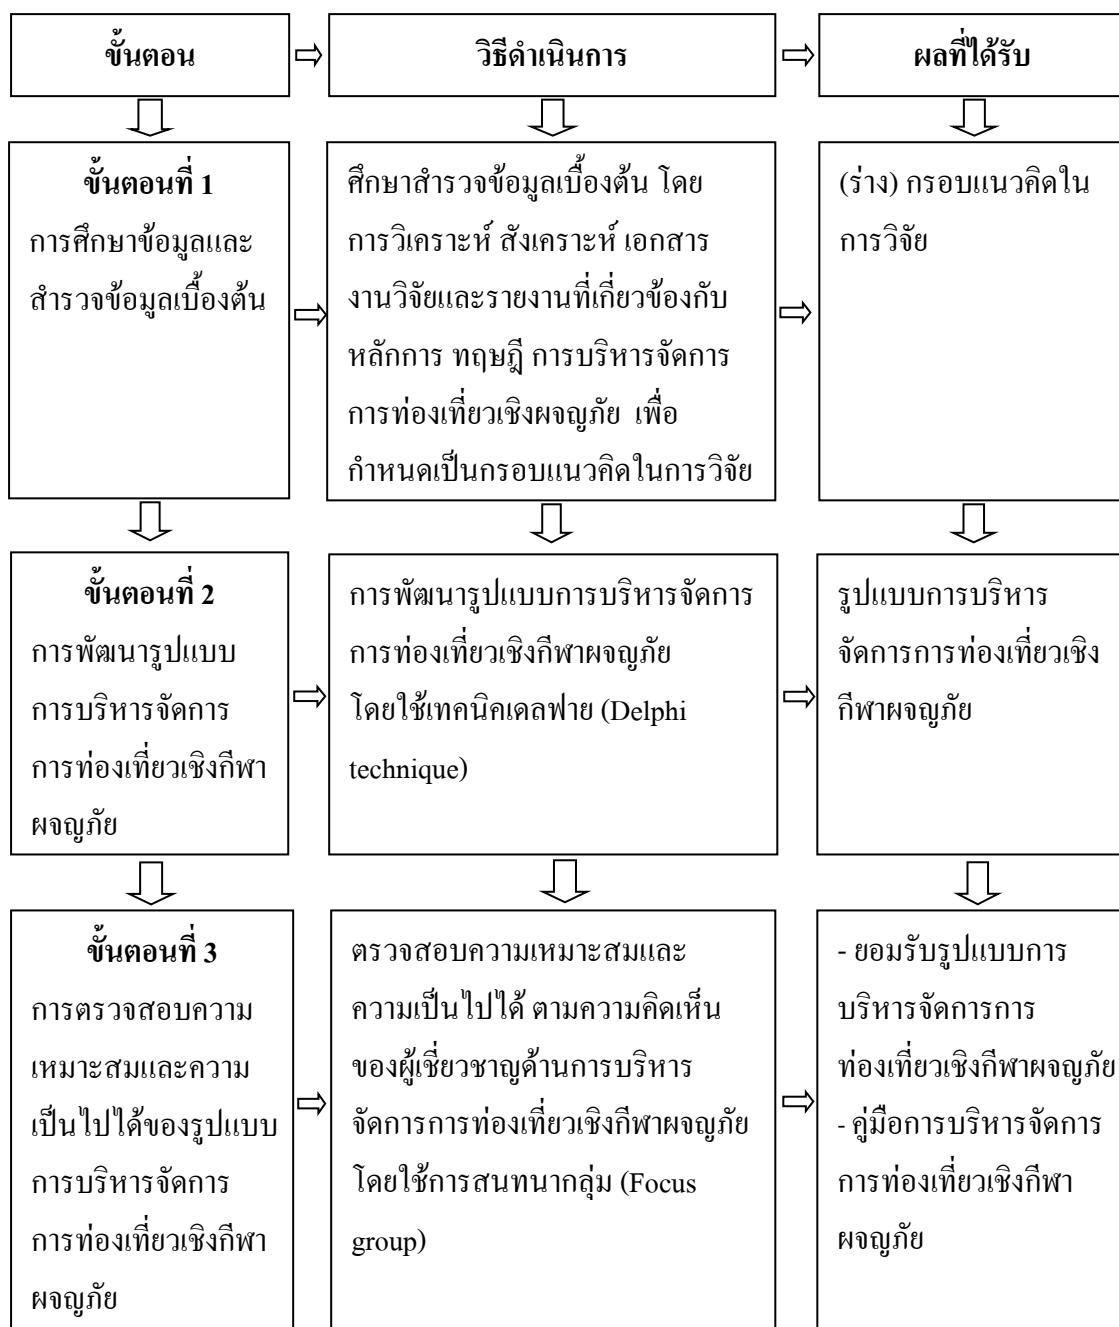 ขั้นตอน
วิธีดำเนินการ
ผลที่ได้รับ
ขั้นตอนที่ 1
การศึกษาข้อมูลและ
สำรวจข้อมูลเบื้องต้น
ศึกษาสำรวจข้อมูลเบื้องต้น โดย
การวิเคราะห์ สังเคราะห์ เอกสาร
งานวิจัยและรายงานที่เกี่ยวข้องกับ
หลักการ ทฤษฎี การบริหารจัดการ
การท่องเที่ยวเชิงผจญภัย เพื่อ
กำหนดเป็นกรอบแนวคิดในการวิจัย
(ร่าง) กรอบแนวคิดใน
การวิจัย
ขั้นตอนที่ 2
การพัฒนารูปแบบ
การบริหารจัดการ
การท่องเที่ยวเชิงกีฬา
ผจญภัย
การพัฒนารูปแบบการบริหารจัดการ
การท่องเที่ยวเชิงกีฬาผจญภัย
โดยใช้เทคนิคเดลฟาย (Delphi
technique)
รูปแบบการบริหาร
จัดการการท่องเที่ยวเชิง
กีฬาผจญภัย
ขั้นตอนที่ 3
การตรวจสอบความ
เหมาะสมและความ
เป็นไปได้ของรูปแบบ
การบริหารจัดการ
การท่องเที่ยวเชิงกีฬา
ผจญภัย
ตรวจสอบความเหมาะสมและ
ความเป็นไปได้ ตามความคิดเห็น
ของผู้เชี่ยวชาญด้านการบริหาร
จัดการการท่องเที่ยวเชิงกีฬาผจญภัย
โดยใช้การสนทนากลุ่ม (Focus
group)
- ยอมรับรูปแบบการ
บริหารจัดการการ
ท่องเที่ยวเชิงกีฬาผจญภัย
- คู่มือการบริหารจัดการ
การท่องเที่ยวเชิงกีฬา
ผจญภัย